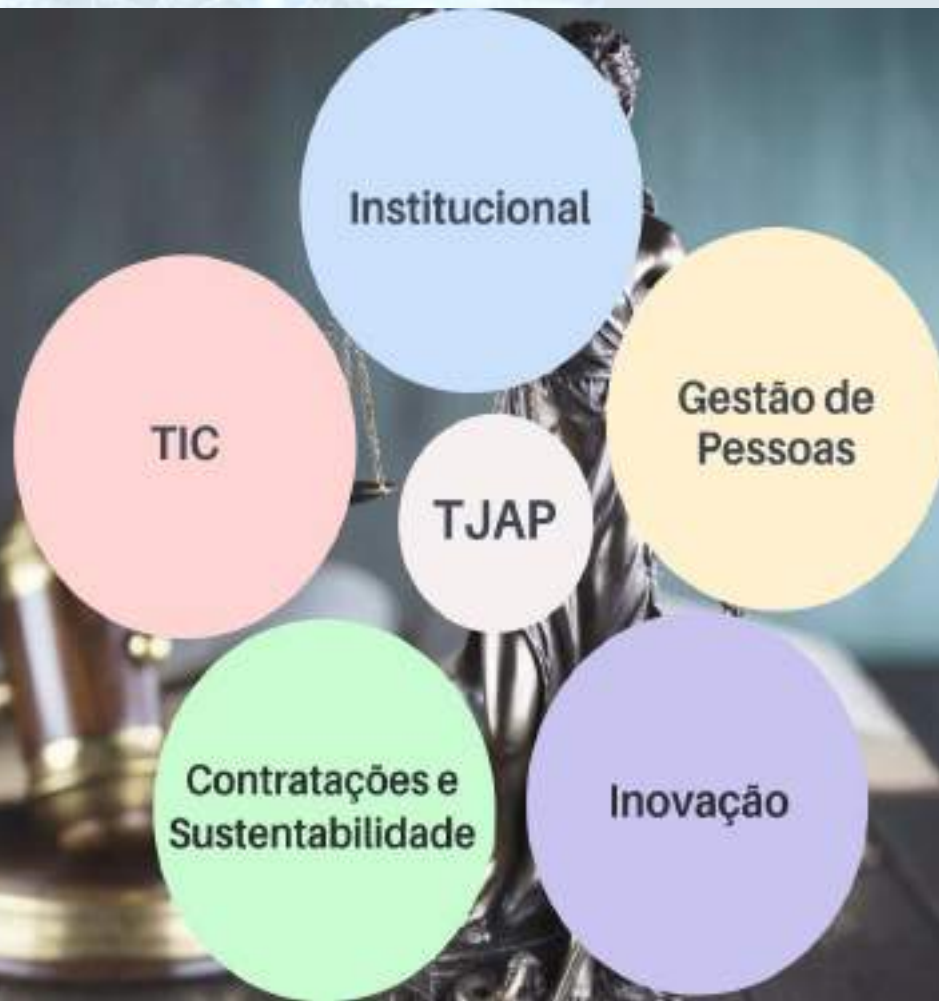 Institucional
Gestão de
Pessoas
TIC
TJAP
Contratações e
Sustentabilidade
Inovação